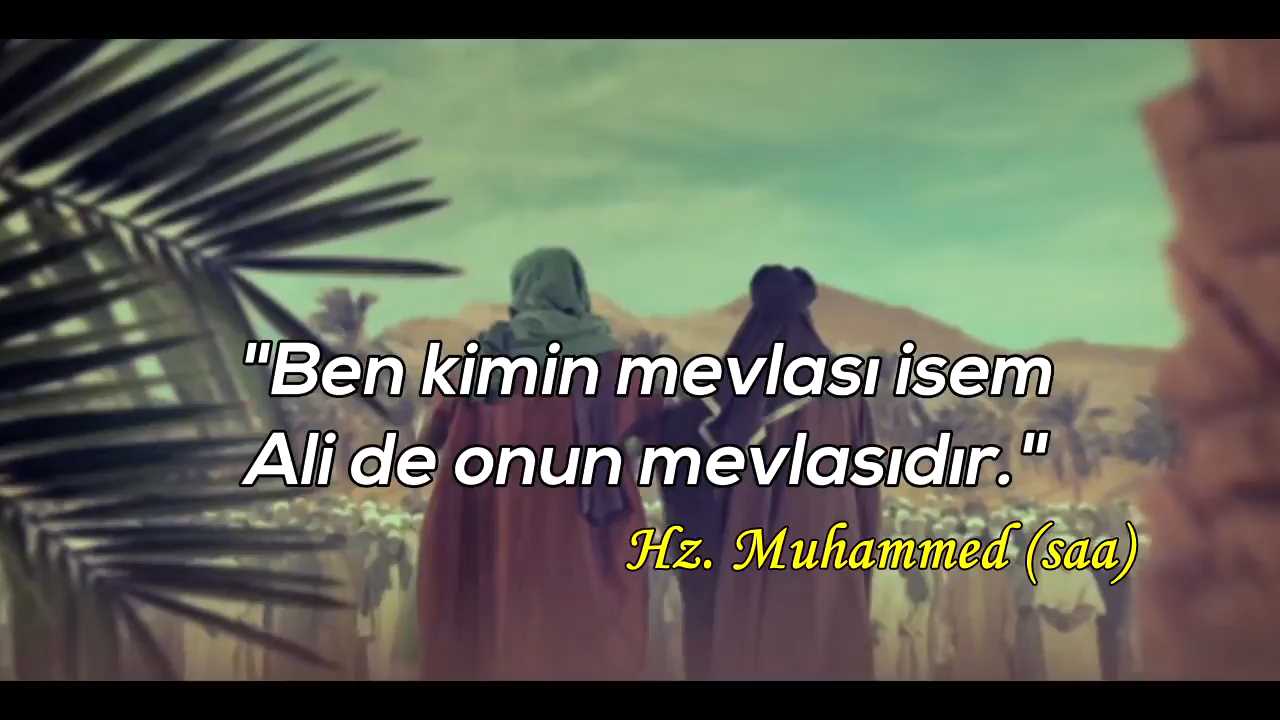 "Ben kimin mevlası isem
Ali de onun mevlasıdır."
Hz. Muhammed (saa)